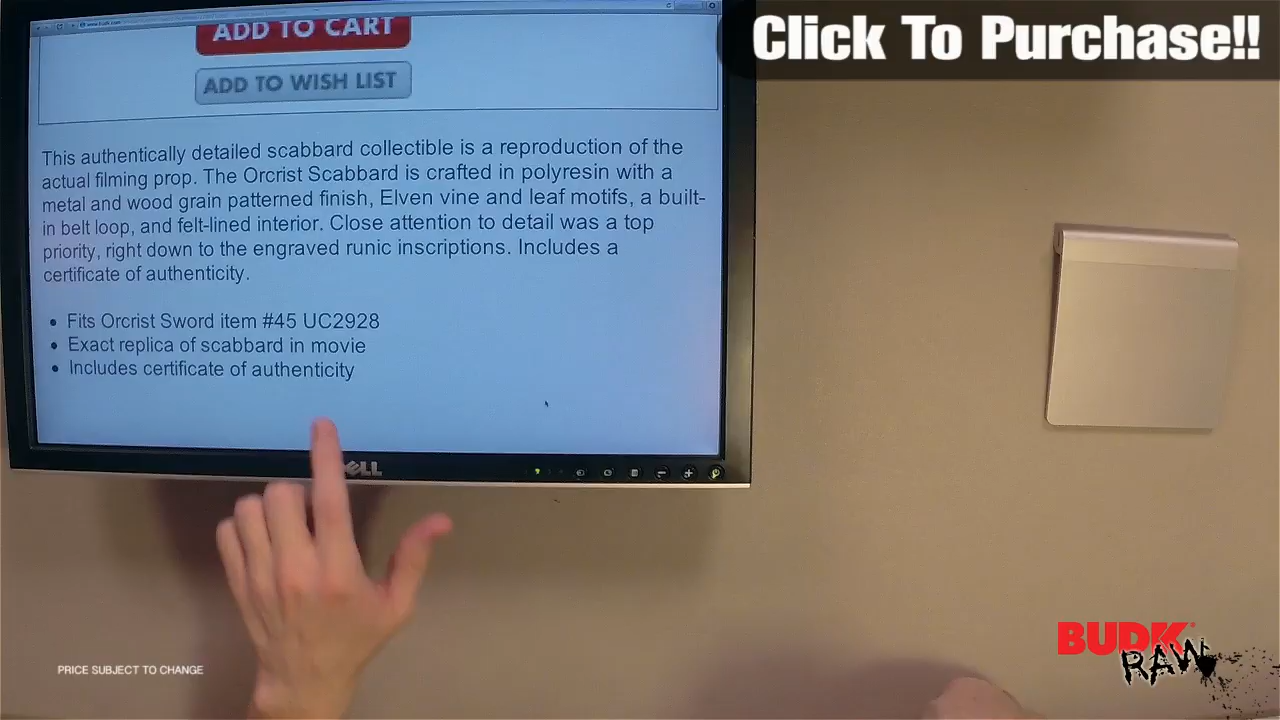 Click To Purchase!!
www.budk.com
ADD TO CART
ADD TO WISH LIST
This authentically detailed scabbard collectible is a reproduction of the
actual filming prop. The Orcrist Scabbard is crafted in polyresin with a
metal and wood grain patterned finish, Elven vine and leaf motifs, a built-
in belt loop, and felt-lined interior. Close attention to detail was a top
priority, right down to the engraved runic inscriptions. Includes a
certificate of authenticity.
• Fits Orcrist Sword item #45 UC2928
• Exact replica of scabbard in movie
• Includes certificate of authenticity
DELL
PRICE SUBJECT TO CHANGE
BUDK®
RAW